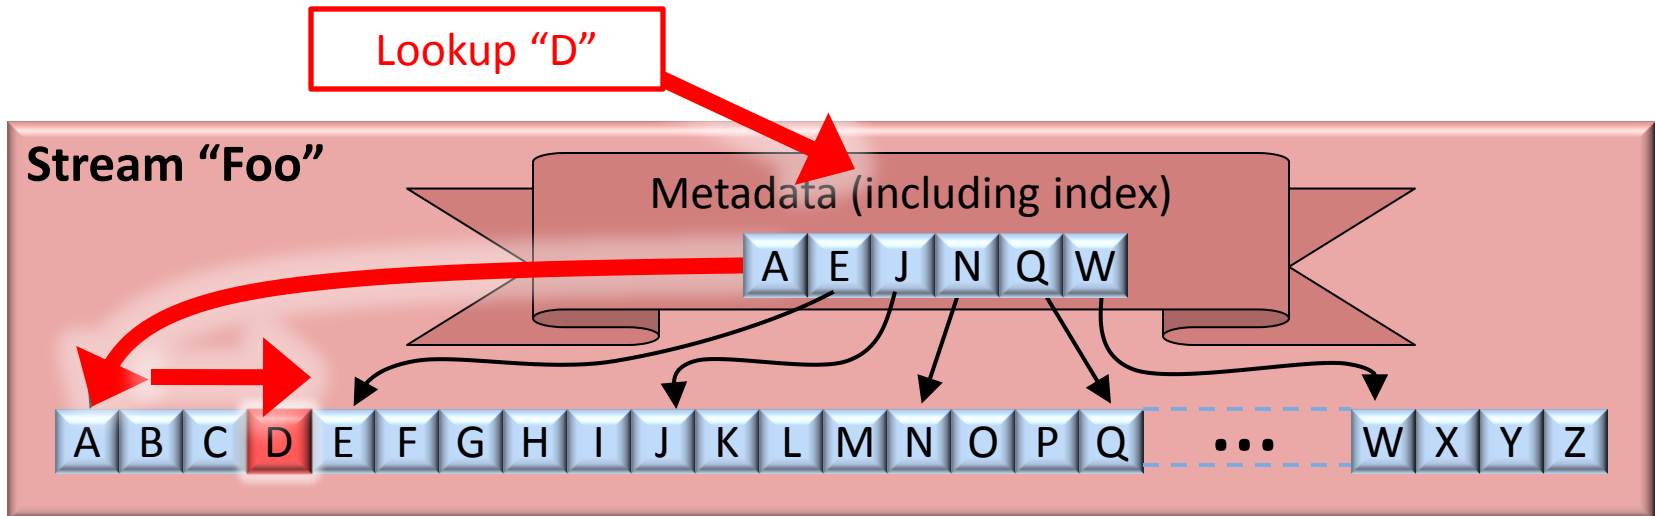 Lookup “D”
Stream “Foo”
Metadata (including index)
A E J N Q W
A B C D E F G H I J K L M N O P Q ... W X Y Z